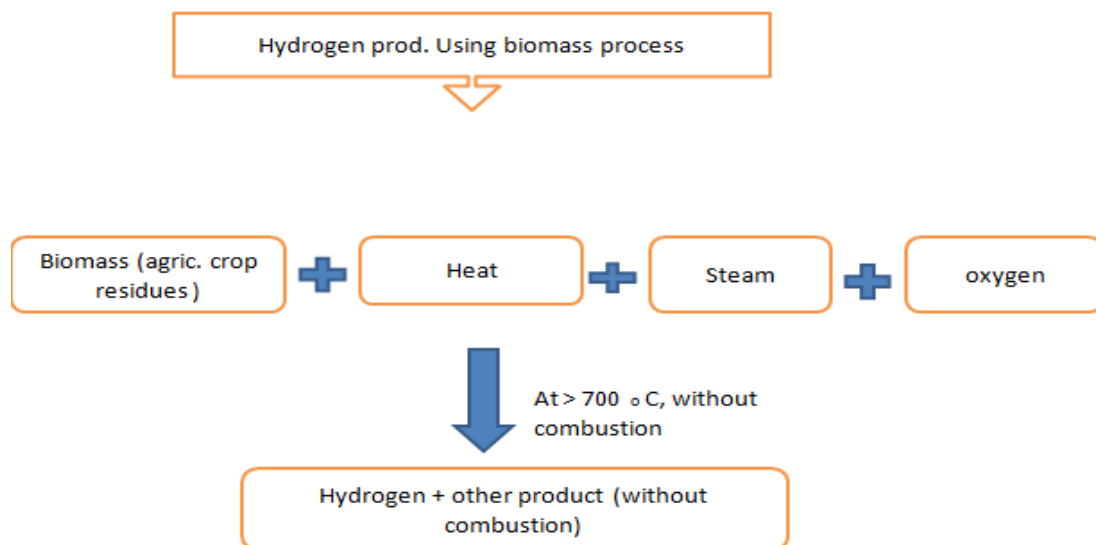 Hydrogen prod. Using biomass process
Biomass (agric. crop
residues )
Heat
Steam
oxygen
At > 700 o C, without
combustion
Hydrogen + other product (without
combustion)